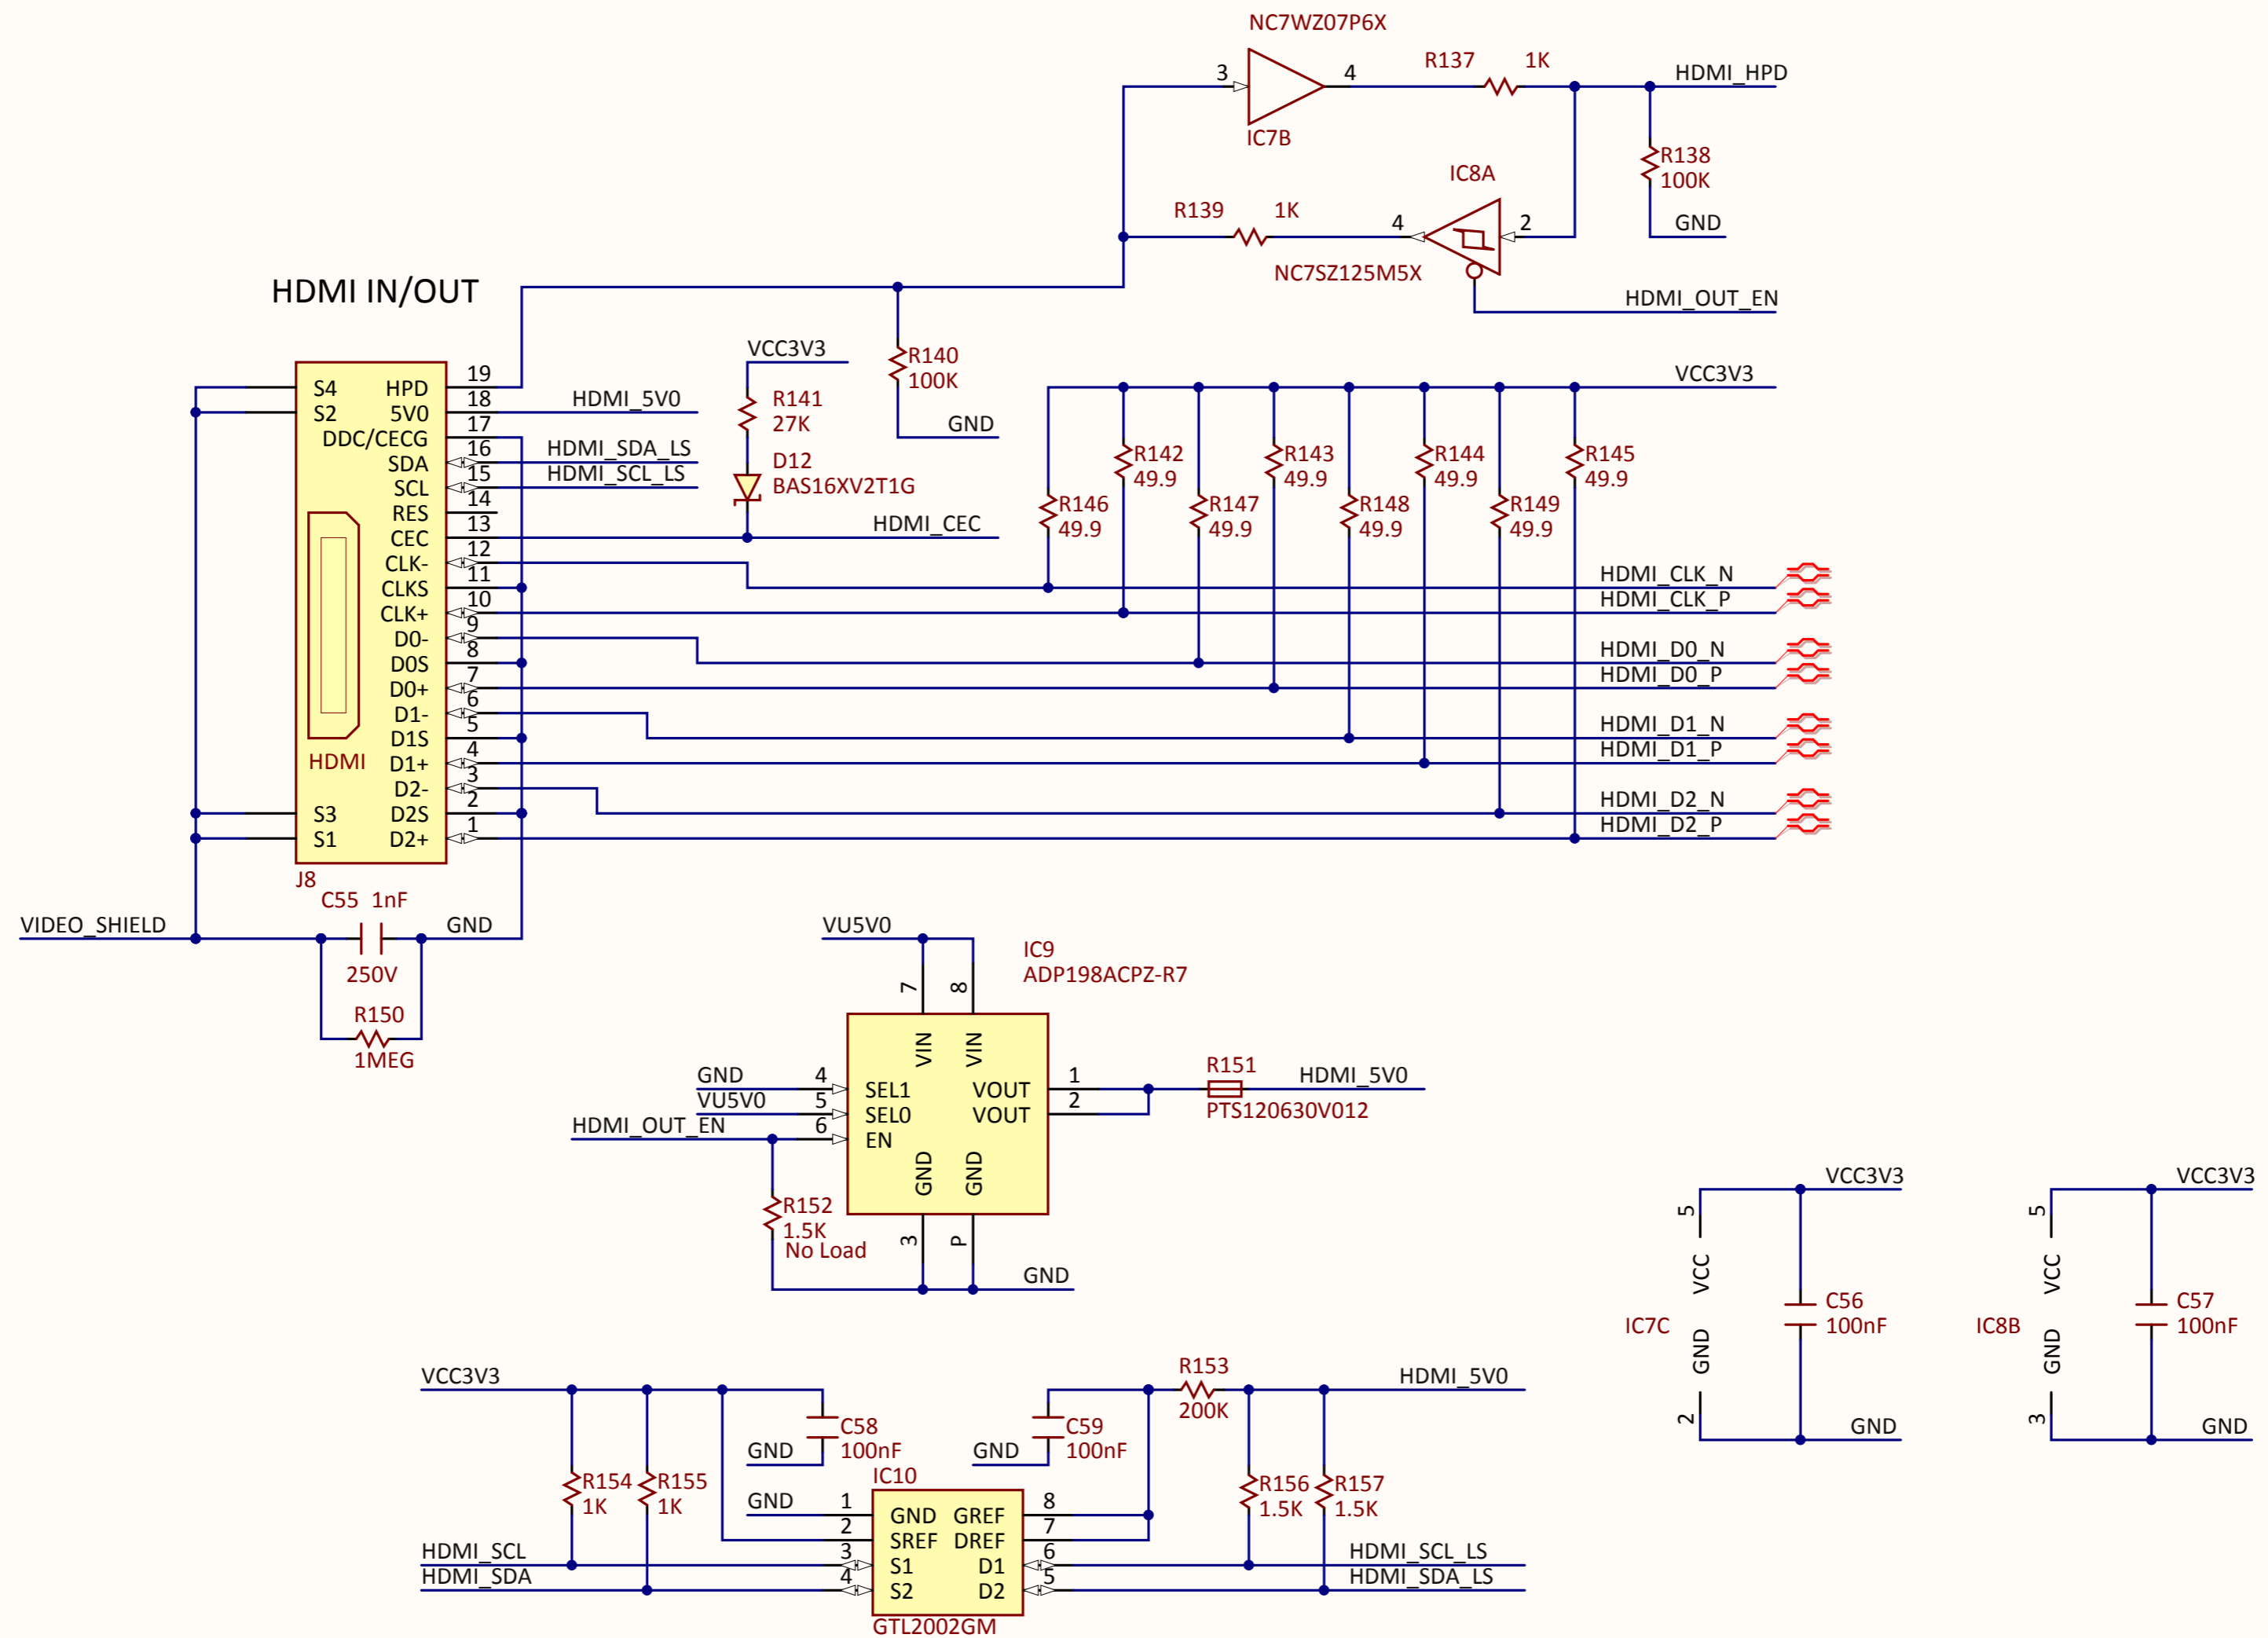 NC7WZ07P6X
3
4
R137
1K
HDMI_HPD
IC7B
R138
100K
GND
IC8A
R139
1K
4
2
NC7SZ125M5X
HDMI_OUT_EN
HDMI IN/OUT
VCC3V3
R140
100K
GND
R141
27K
D12
BAS16XV2T1G
HDMI_CEC
S4
S2
S3
S1
HPD
5V0
DDC/CECG
SDA
SCL
RES
CEC
CLK-
CLKS
CLK+
D0-
D0S
D0+
D1-
D1S
D1+
D2-
D2S
D2+
19
18
17
16
15
14
13
12
11
10
9
8
7
6
5
4
3
2
1
HDMI
J8
HDMI_5V0
HDMI_SDA_LS
HDMI_SCL_LS
VCC3V3
R142
49.9
R143
49.9
R144
49.9
R145
49.9
R146
49.9
R147
49.9
R148
49.9
R149
49.9
HDMI_CLK_N
HDMI_CLK_P
HDMI_D0_N
HDMI_D0_P
HDMI_D1_N
HDMI_D1_P
HDMI_D2_N
HDMI_D2_P
C55 1nF
VIDEO_SHIELD
GND
250V
R150
1MEG
VU5V0
IC9
ADP198ACPZ-R7
7
8
VIN
VIN
GND
4
SEL1
VU5V0
5
SEL0
HDMI_OUT_EN
6
EN
VOUT
1
VOUT
2
GND
GND
3
P
R151
HDMI_5V0
PTS120630V012
R152
1.5K
No Load
GND
VCC3V3
5
VCC
IC7C
GND
2
C56
100nF
GND
VCC3V3
5
VCC
IC8B
GND
3
C57
100nF
GND
VCC3V3
C58
100nF
GND
R154
1K
R155
1K
R153
200K
HDMI_5V0
C59
100nF
GND
R156
1.5K
R157
1.5K
IC10
GND
1
GND
2
SREF
HDMI_SCL
3
S1
HDMI_SDA
4
S2
GREF
8
DREF
7
D1
6
HDMI_SCL_LS
D2
5
HDMI_SDA_LS
GTL2002GM